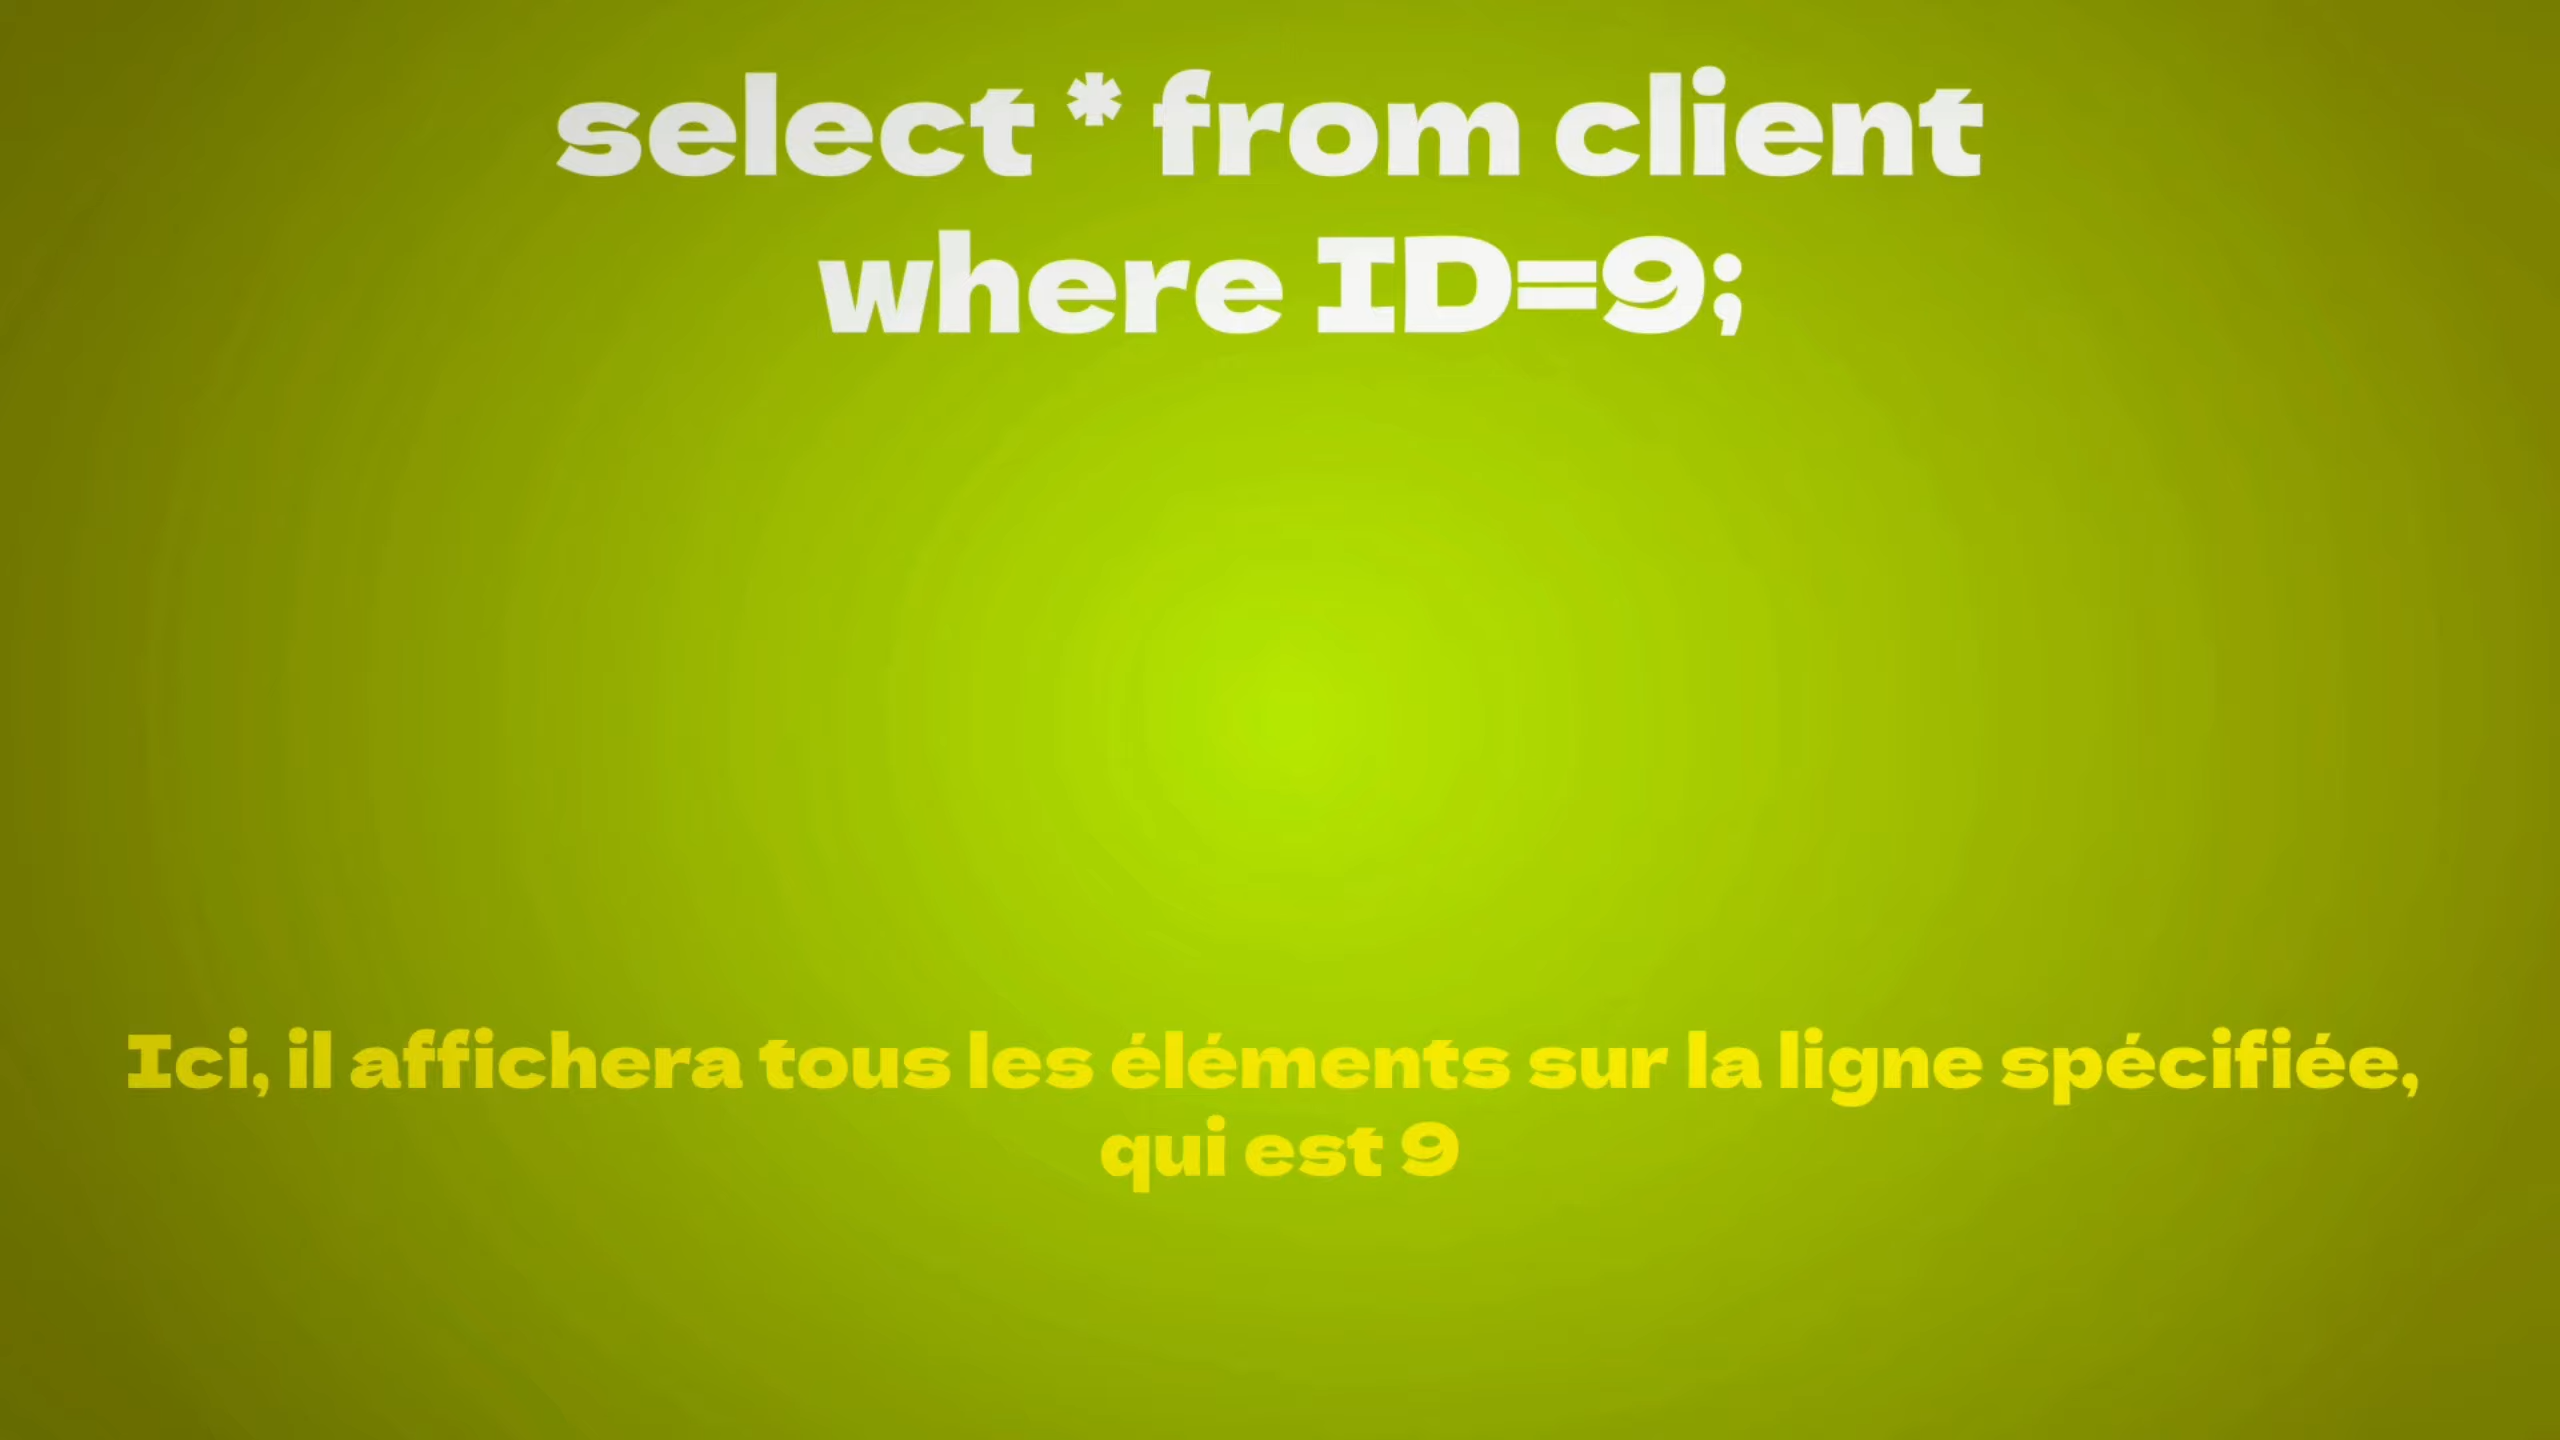 select * from client
where ID=9;
Ici, il affichera tous les éléments sur la ligne spécifiée,
qui est 9